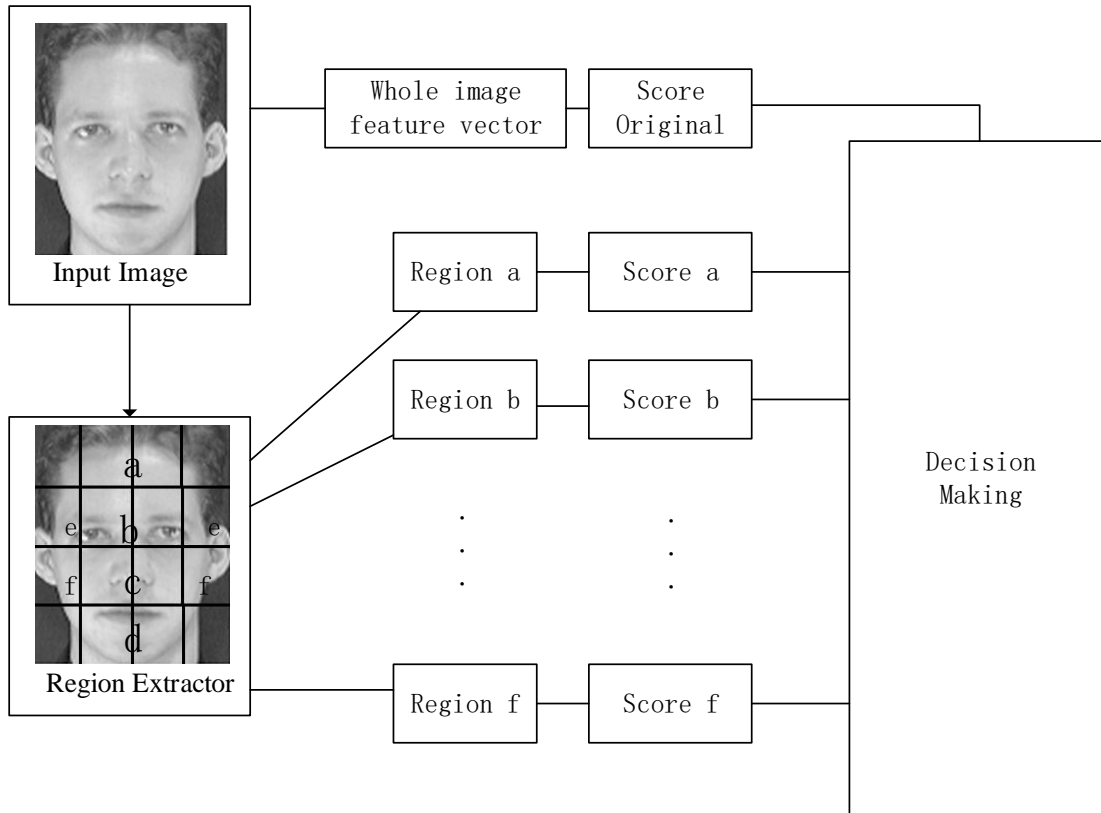 Input Image
Whole image
feature vector
Score
Original
Region a
Score a
Region b
Score b
.
.
.
.
.
.
Region f
Score f
Decision
Making
a
e
b
e
f
c
f
d
Region Extractor